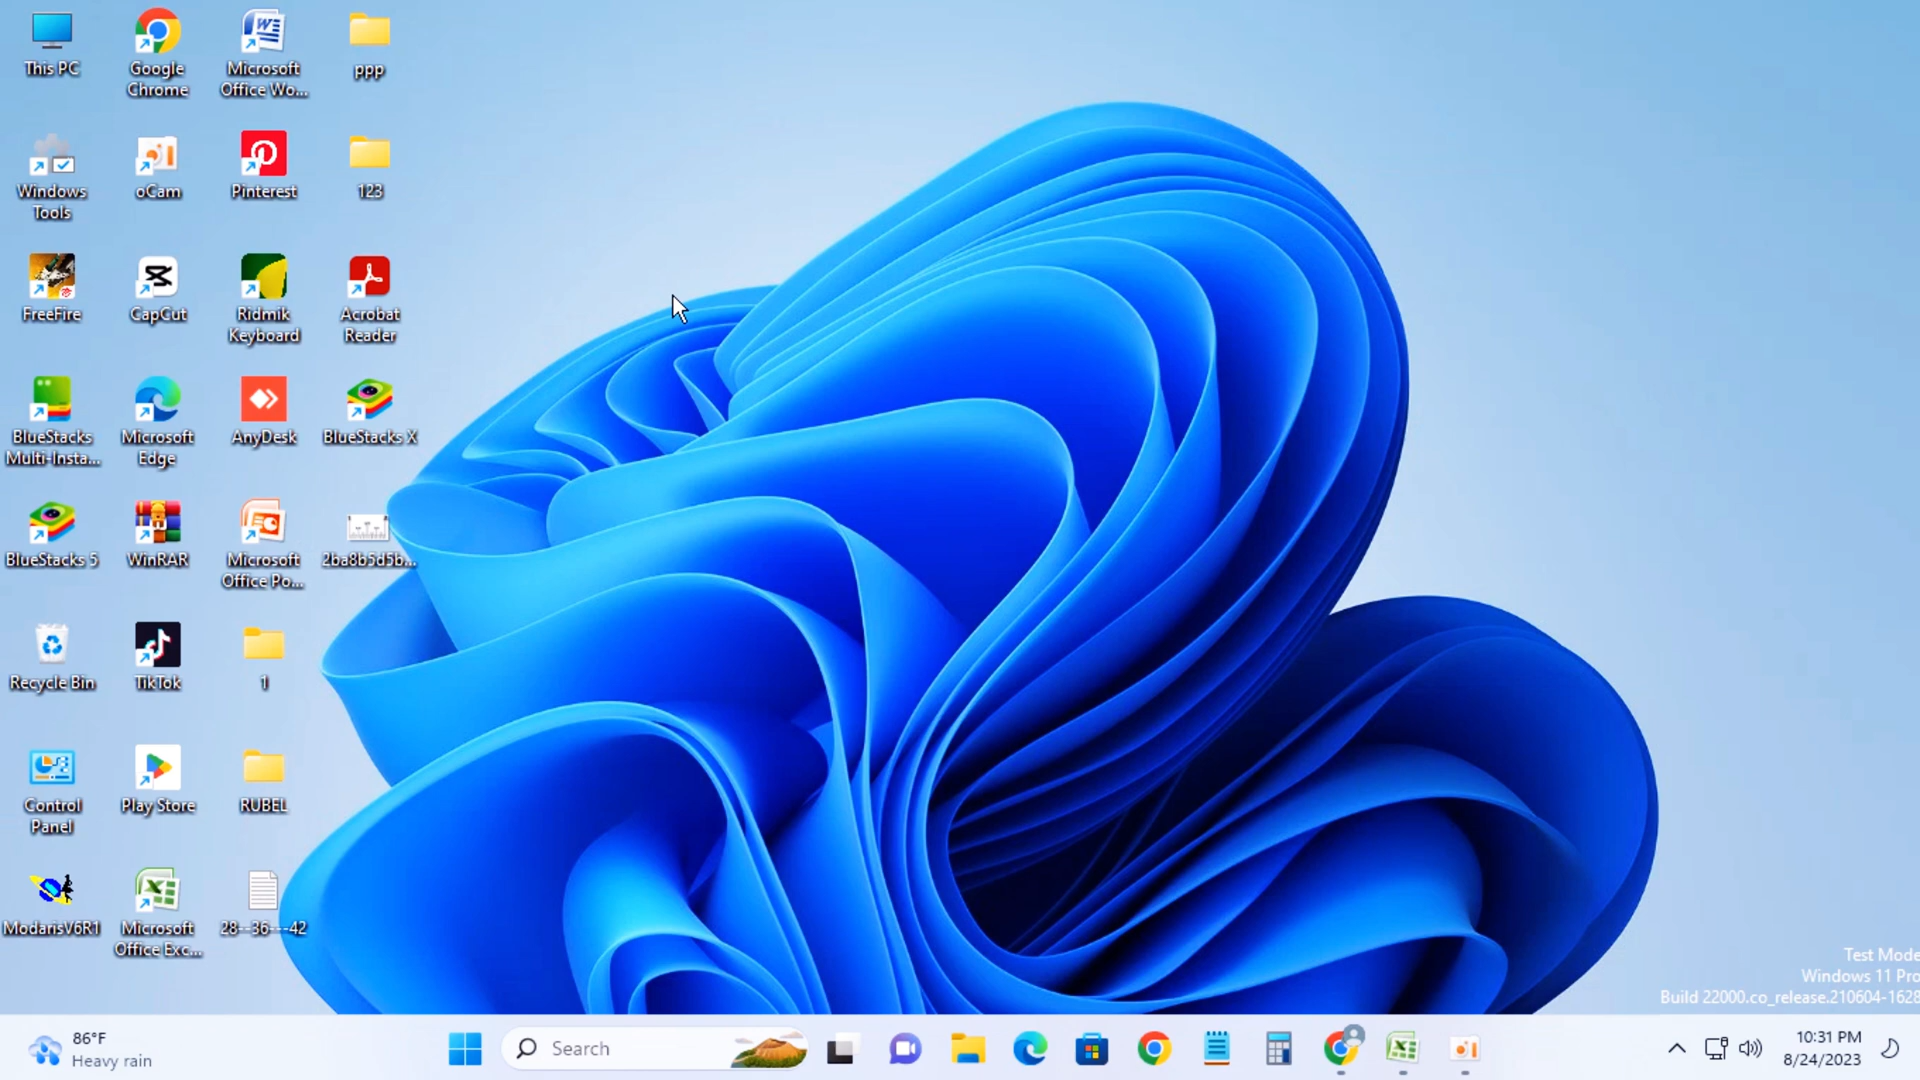 This PC
Google
Chrome
Microsoft
Office Wo...
ppp
Windows
Tools
oCam
Pinterest
123
FreeFire
CapCut
Ridmik
Keyboard
Acrobat
Reader
BlueStacks
Multi-Insta...
Microsoft
Edge
AnyDesk
BlueStacks X
BlueStacks 5
WinRAR
Microsoft
Office Po...
2ba8b5d5b...
Recycle Bin
TikTok
1
Control
Panel
Play Store
RUBEL
ModarisV6R1
Microsoft
Office Exc...
28--36---42
Test Mode
Windows 11 Pro
Build 22000.co_release.210604-1628
86°F
Heavy rain
Search
10:31 PM
8/24/2023